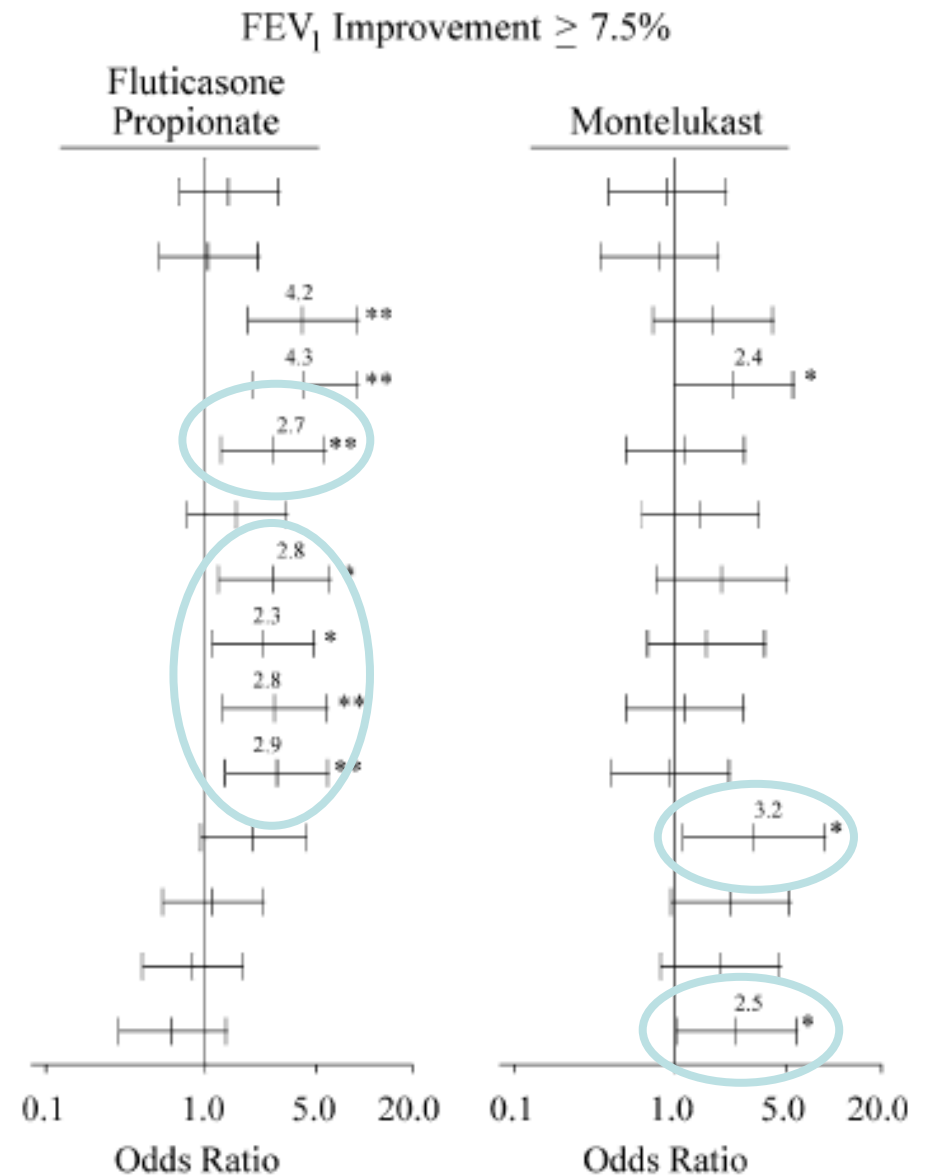 FEV1 Improvement ≥ 7.5%
Fluticasone
Propionate
Montelukast
4.2
**
4.3
**
2.4
*
2.7
**
2.8
*
2.3
*
2.8
**
2.9
**
3.2
*
2.5
*
0.1 1.0 5.0 20.0
0.1 1.0 5.0 20.0
Odds Ratio
Odds Ratio